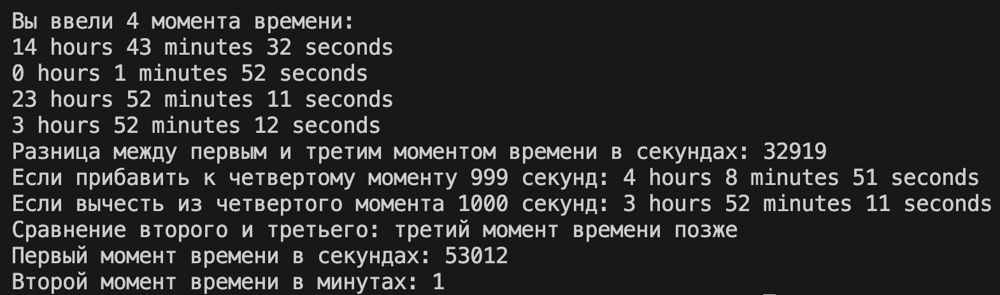 Вы ввели 4 момента времени:
14 hours 43 minutes 32 seconds
0 hours 1 minutes 52 seconds
23 hours 52 minutes 11 seconds
3 hours 52 minutes 12 seconds
Разница между первым и третим моментом времени в секундах: 32919
Если прибавить к четвертому моменту 999 секунд: 4 hours 8 minutes 51 seconds
Если вычесть из четвертого момента 1000 секунд: 3 hours 52 minutes 11 seconds
Сравнение второго и третьего: третий момент времени позже
Первый момент времени в секундах: 53012
Второй момент времени в минутах: 1